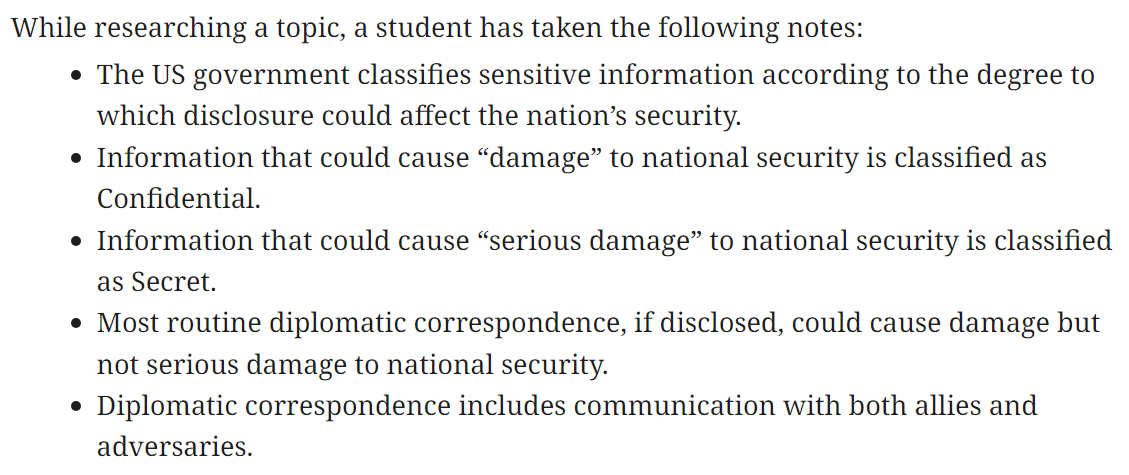 While researching a topic, a student has taken the following notes:
• The US government classifies sensitive information according to the degree to
which disclosure could affect the nation’s security.
• Information that could cause “damage” to national security is classified as
Confidential.
• Information that could cause “serious damage” to national security is classified
as Secret.
• Most routine diplomatic correspondence, if disclosed, could cause damage but
not serious damage to national security.
• Diplomatic correspondence includes communication with both allies and
adversaries.